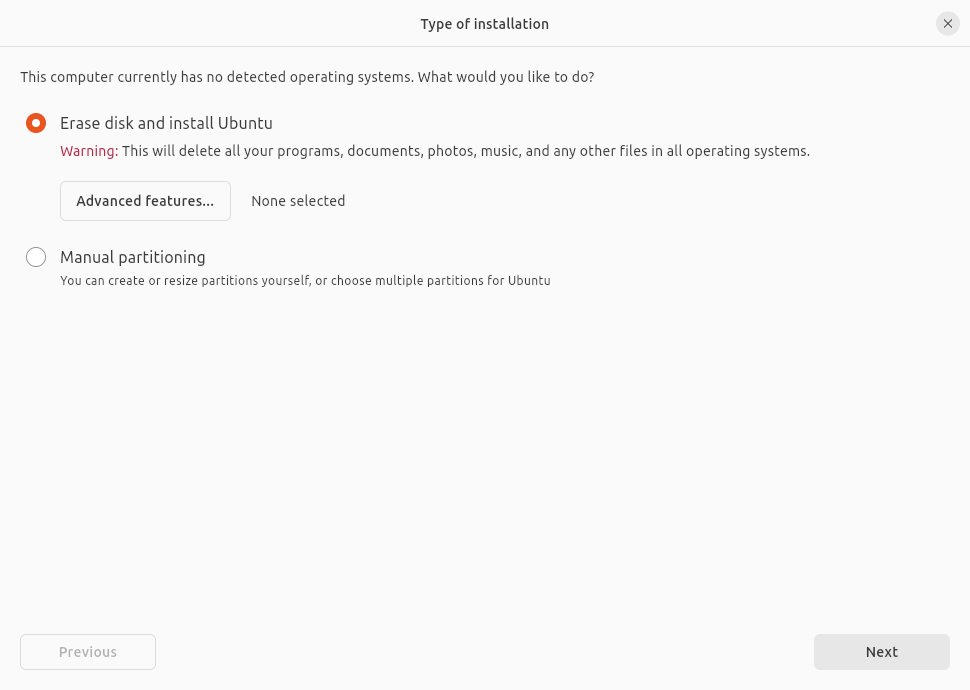 Type of installation
This computer currently has no detected operating systems. What would you like to do?
Erase disk and install Ubuntu
Warning: This will delete all your programs, documents, photos, music, and any other files in all operating systems.
Advanced features... None selected
Manual partitioning
You can create or resize partitions yourself, or choose multiple partitions for Ubuntu
Previous Next